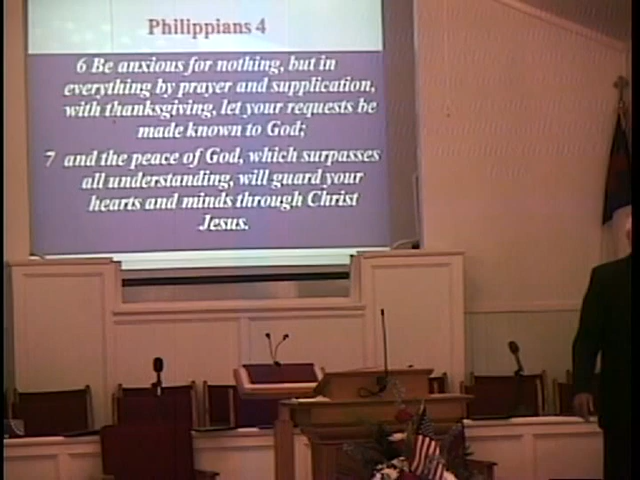 Philippians 4
6 Be anxious for nothing, but in
everything by prayer and supplication,
with thanksgiving, let your requests be
made known to God;
7 and the peace of God, which surpasses
all understanding, will guard your
hearts and minds through Christ
Jesus.